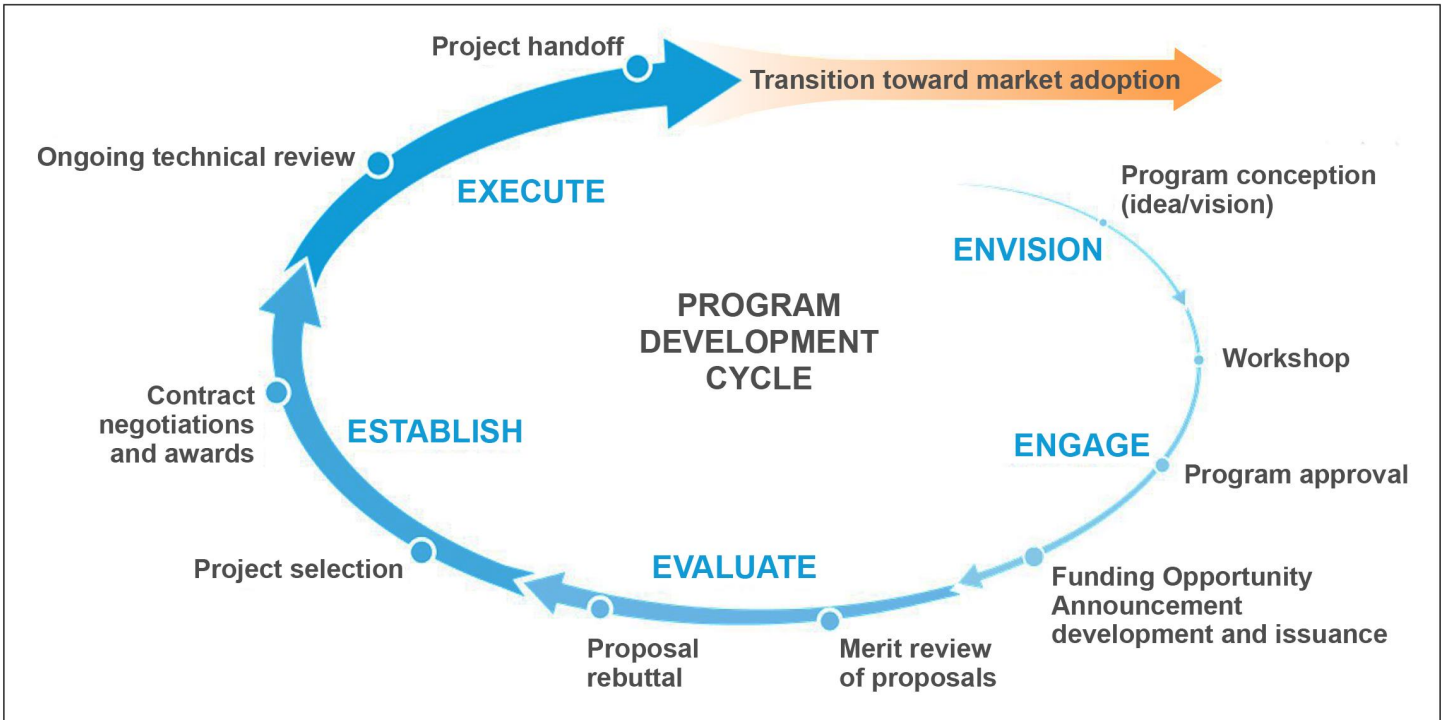 Project handoff
Transition toward market adoption
Ongoing technical review
EXECUTE
Program conception
(idea/vision)
ENVISION
PROGRAM
DEVELOPMENT
CYCLE
Workshop
Contract
negotiations
and awards
ESTABLISH
ENGAGE
Program approval
Project selection
EVALUATE
Funding Opportunity
Announcement
development and issuance
Proposal
rebuttal
Merit review
of proposals